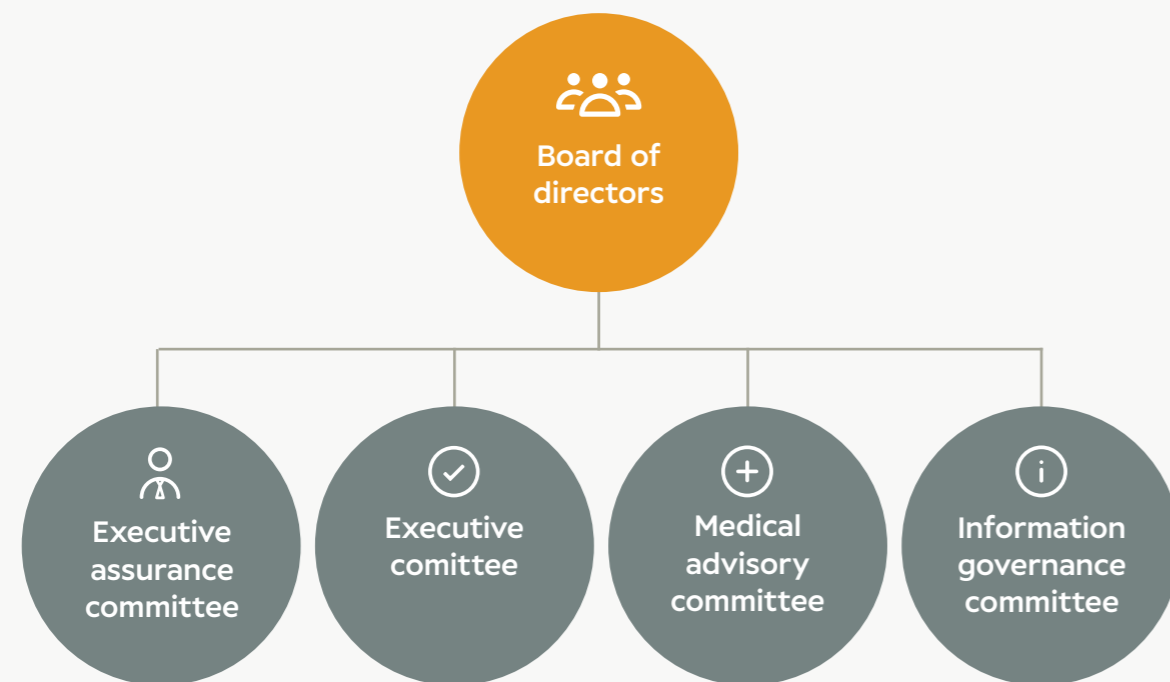 Board of
directors
Executive
assurance
committee
Executive
comittee
Medical
advisory
committee
Information
governance
committee